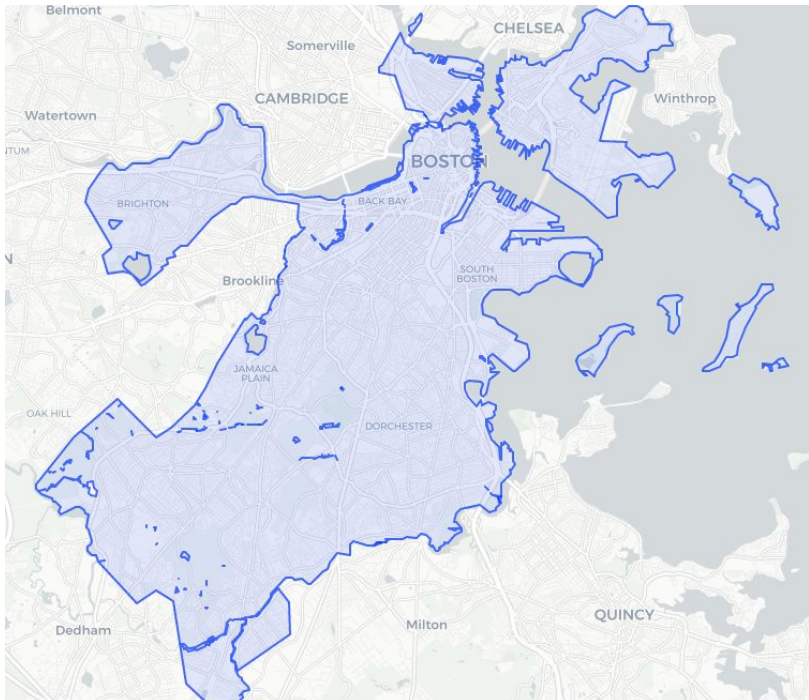 Belmont
CHELSEA
Somerville
CAMBRIDGE
Winthrop
Watertown
NTUM
BOSTON
BRIGHTON
BACK BAY
N
Brookline
SOUTH
BOSTON
JAMAICA
PLAIN
OAK HILL
DORCHESTER
Dedham
Milton
QUINCY